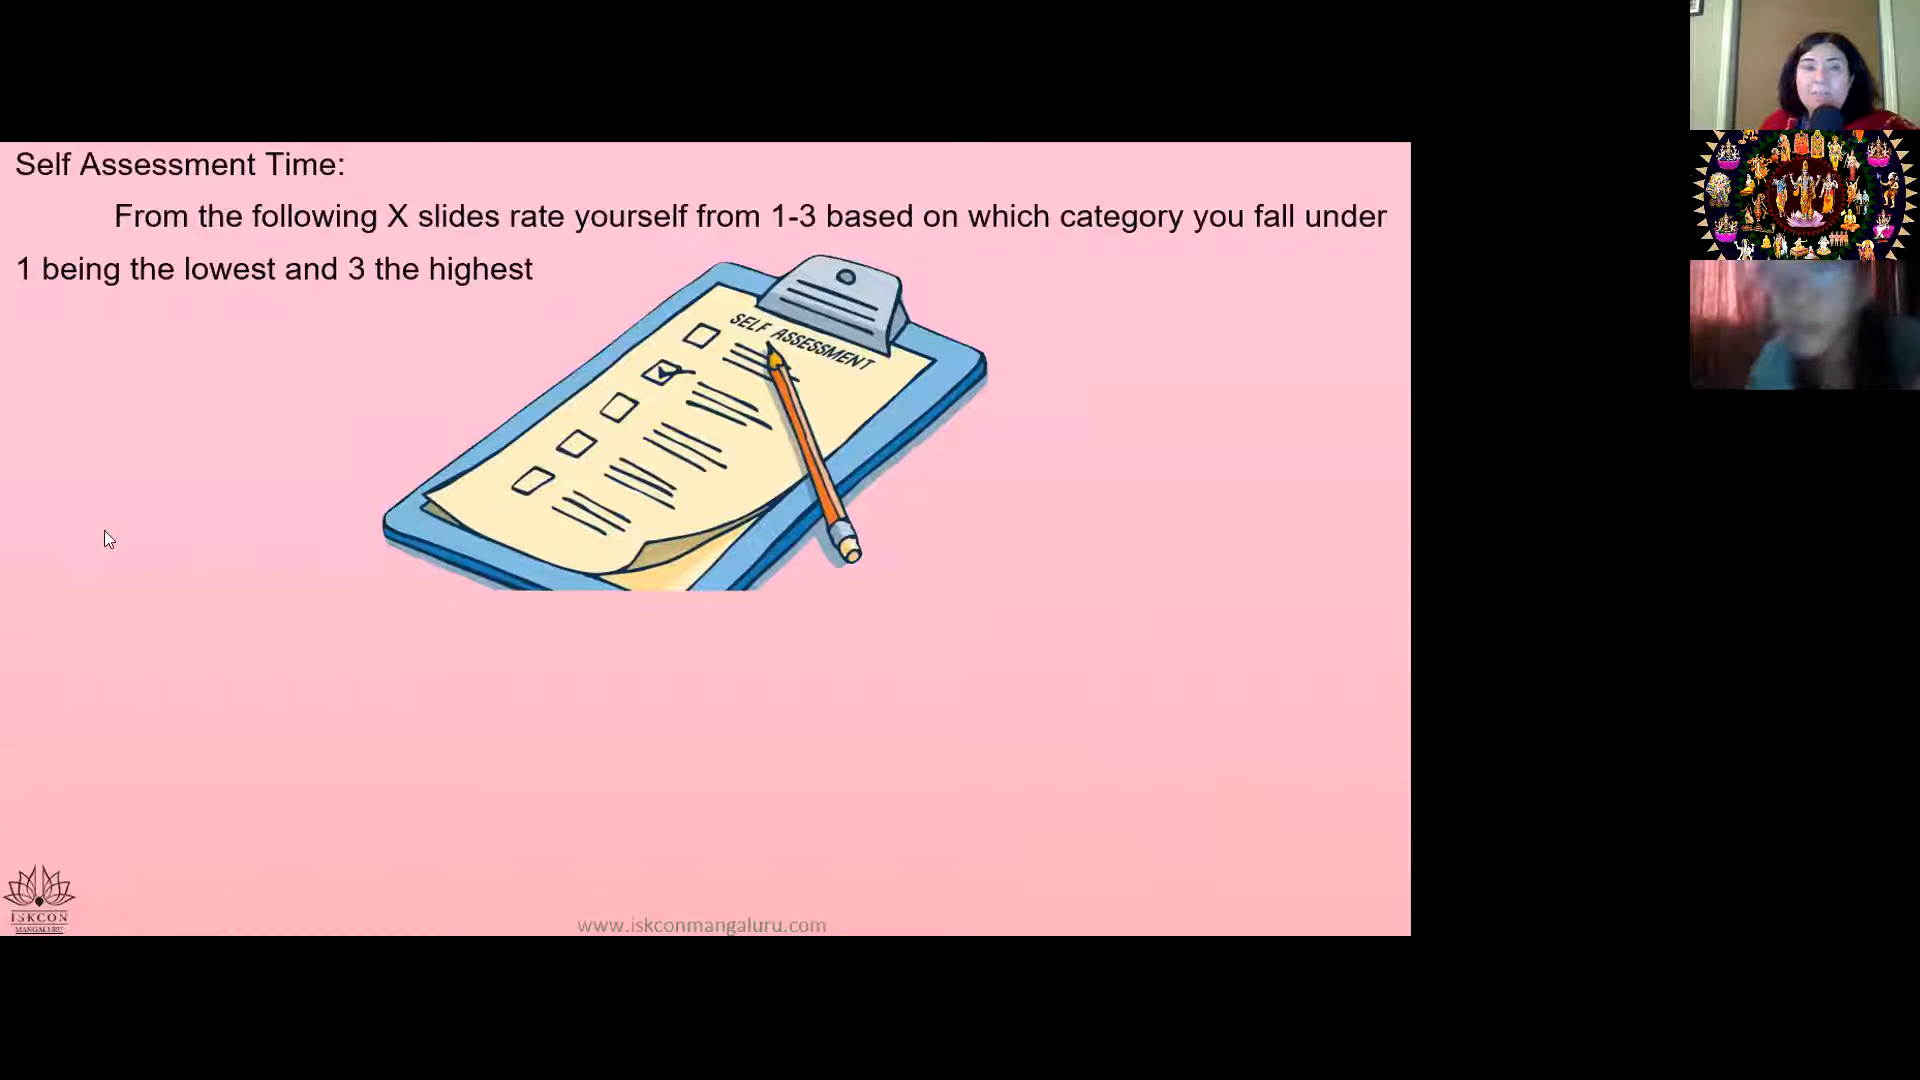 Self Assessment Time:
From the following X slides rate yourself from 1-3 based on which category you fall under
1 being the lowest and 3 the highest
SELF ASSESSMENT
ISKCON
MANGALURU
www.iskconmangaluru.com